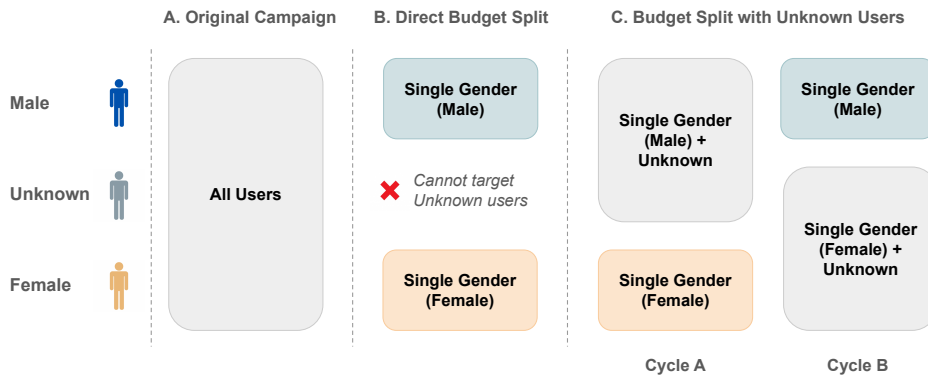 A. Original Campaign
B. Direct Budget Split
C. Budget Split with Unknown Users
Male
Unknown
Female
All Users
Single Gender
(Male)
Cannot target
Unknown users
Single Gender
(Female)
Single Gender
(Male) +
Unknown
Single Gender
(Female)
Cycle A
Single Gender
(Male)
Single Gender
(Female) +
Unknown
Cycle B